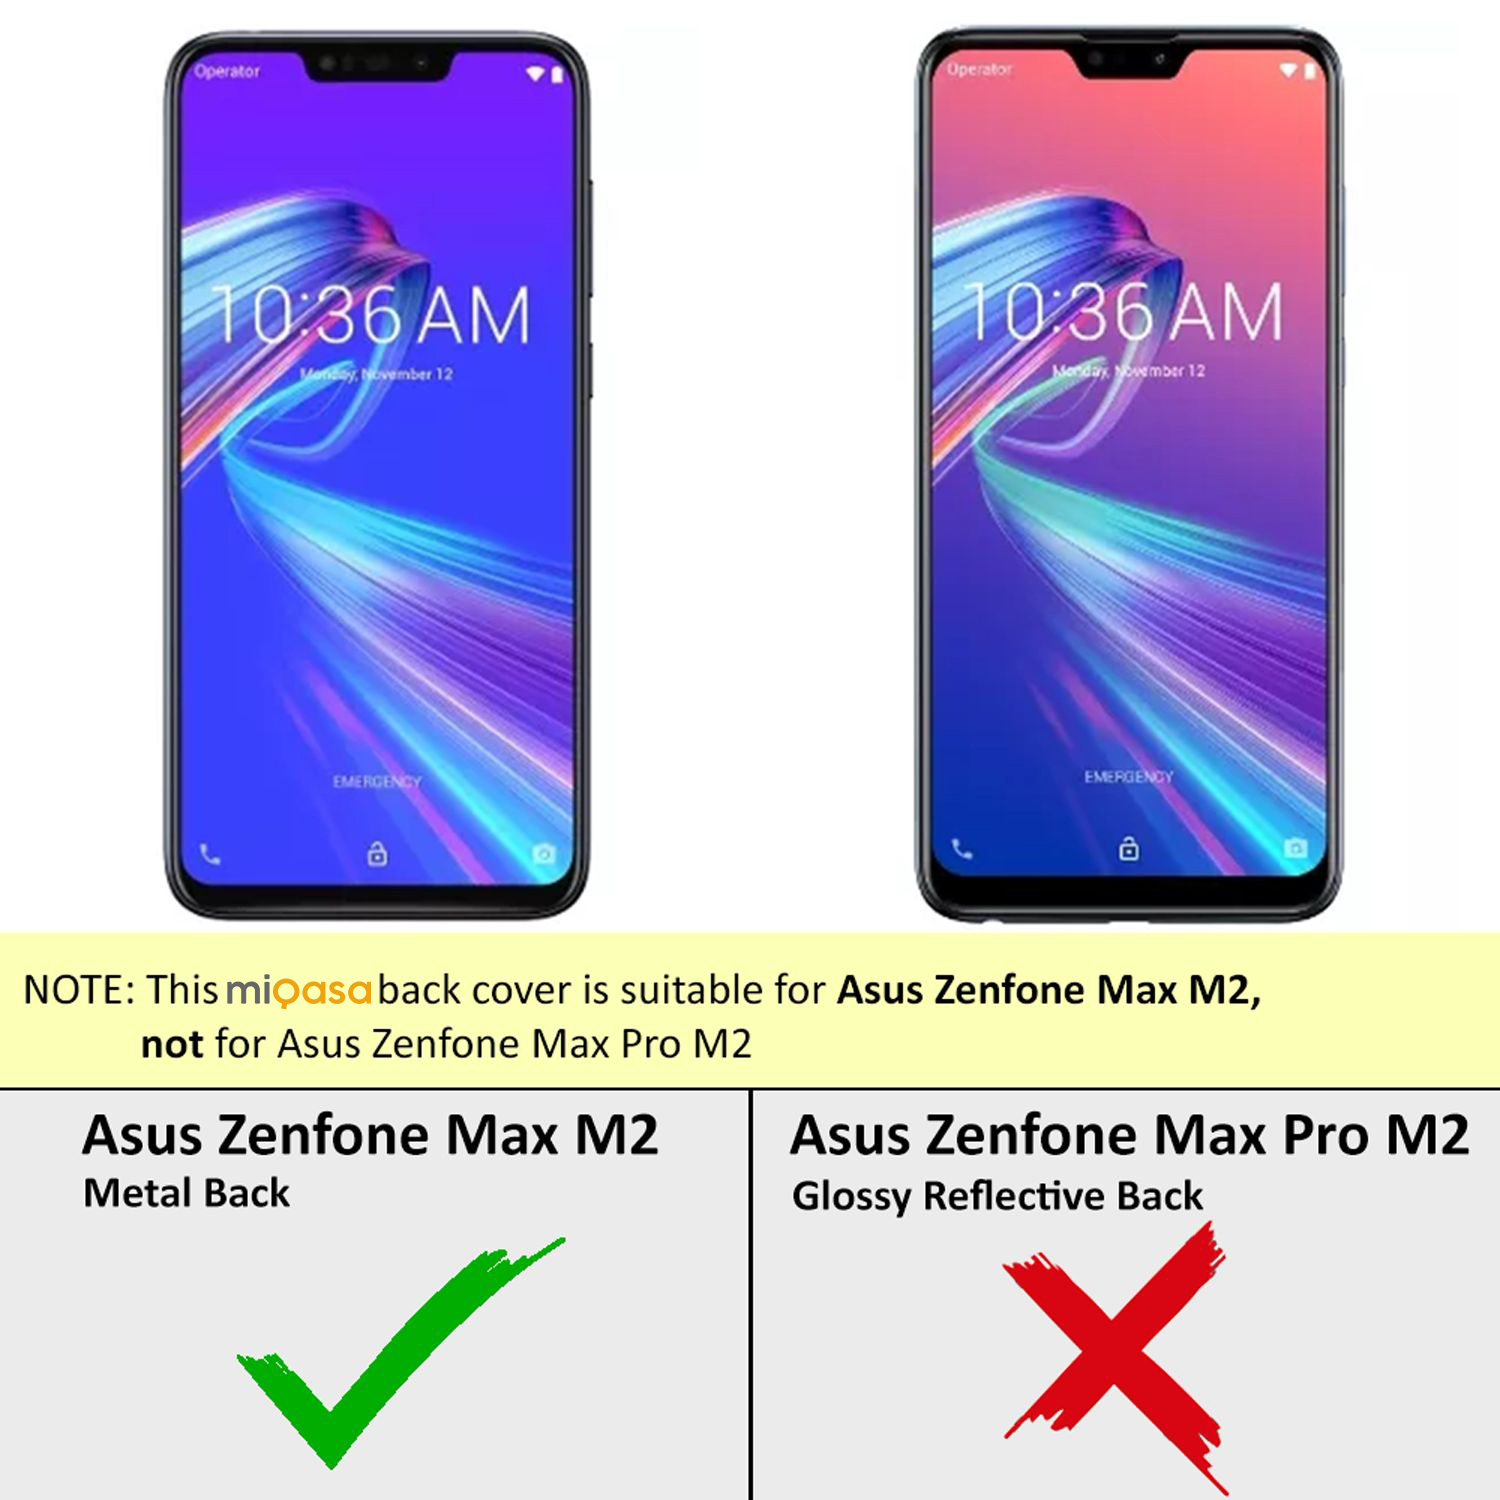 Operator
10:36 AM
Monday, November 12
EMERGENCY
Operator
10:36 AM
Monday, November 12
EMERGENCY
NOTE: This miQasa back cover is suitable for Asus Zenfone Max M2,
not for Asus Zenfone Max Pro M2
Asus Zenfone Max M2
Metal Back
Asus Zenfone Max Pro M2
Glossy Reflective Back